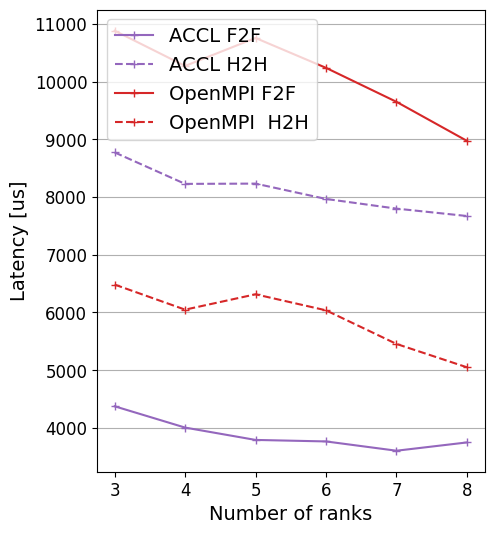 11000
10000
9000
8000
7000
6000
5000
4000
Latency [us]
ACCL F2F
ACCL H2H
OpenMPI F2F
OpenMPI  H2H
3 4 5 6 7 8
Number of ranks